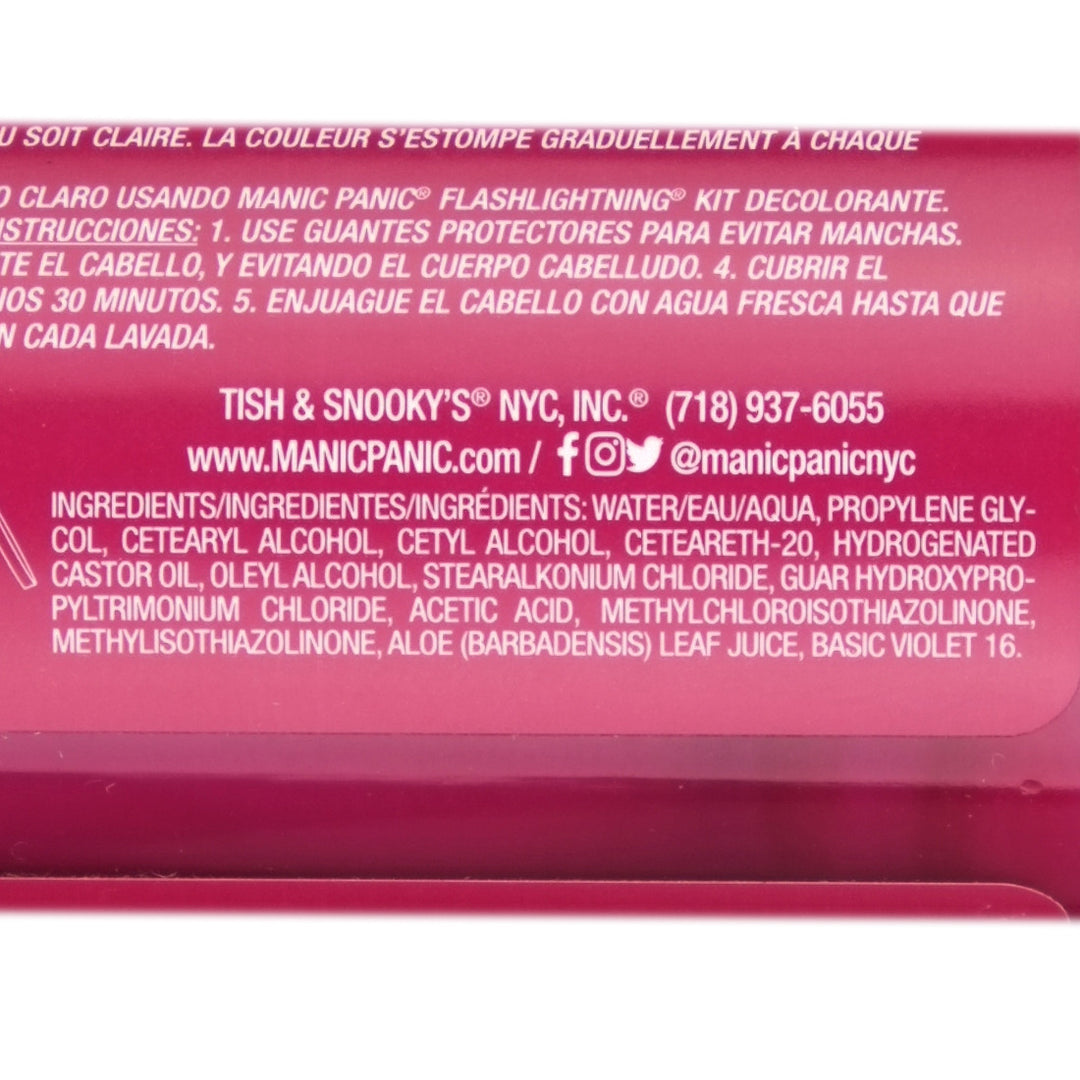 U SOIT CLAIRE. LA COULEUR S'ESTOMPE GRADUELLEMENT À CHAQUE
O CLARO USANDO MANIC PANIC® FLASHLIGHTNING® KIT DECOLORANTE.
NSTRUCCIONES: 1. USE GUANTES PROTECTORES PARA EVITAR MANCHAS.
TE EL CABELLO, Y EVITANDO EL CUERPO CABELLUDO. 4. CUBRIR EL
IOS 30 MINUTOS. 5. ENJUAGUE EL CABELLO CON AGUA FRESCA HASTA QUE
N CADA LAVADA.
TISH & SNOOKY'S® NYC, INC.® (718) 937-6055
www.MANICPANIC.com / @manicpanicnyc
INGREDIENTS/INGREDIENTES/INGRÉDIENTS: WATER/EAU/AQUA, PROPYLENE GLY-
COL, CETEARYL ALCOHOL, CETYL ALCOHOL, CETEARETH-20, HYDROGENATED
CASTOR OIL, OLEYL ALCOHOL, STEARALKONIUM CHLORIDE, GUAR HYDROXYPRO-
PYLTRIMONIUM CHLORIDE, ACETIC ACID, METHYLCHLOROISOTHIAZOLINONE,
METHYLISOTHIAZOLINONE, ALOE (BARBADENSIS) LEAF JUICE, BASIC VIOLET 16.